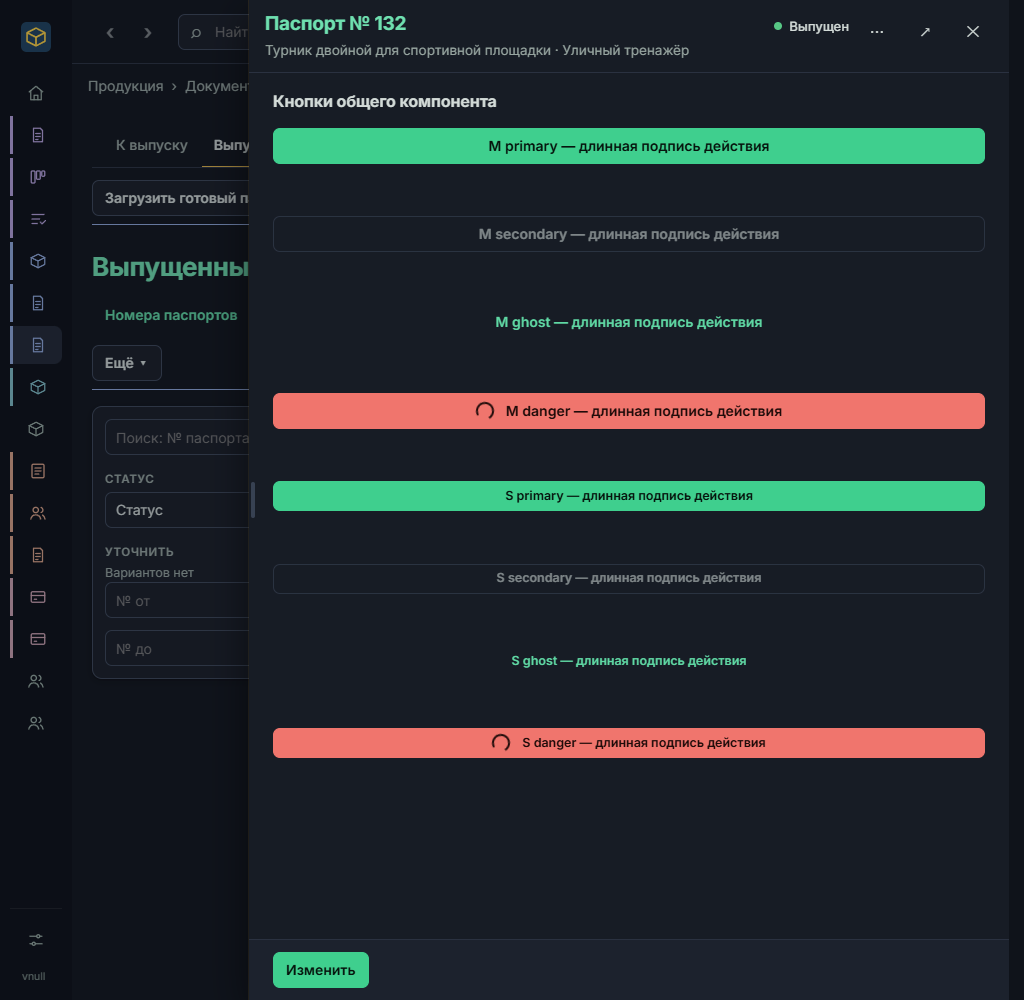 Паспорт № 132
Выпущен
...
Турник двойной для спортивной площадки · Уличный тренажёр
Найт
Продукция › Документ
К выпуску
Выпу
Загрузить готовый п
Выпущенны
Номера паспортов
Ещё
Поиск: № паспорта
СТАТУС
Статус
УТОЧНИТЬ
Вариантов нет
№ от
№ до
vnull
Кнопки общего компонента
M primary — длинная подпись действия
M secondary — длинная подпись действия
M ghost — длинная подпись действия
M danger — длинная подпись действия
S primary — длинная подпись действия
S secondary — длинная подпись действия
S ghost — длинная подпись действия
S danger — длинная подпись действия
Изменить